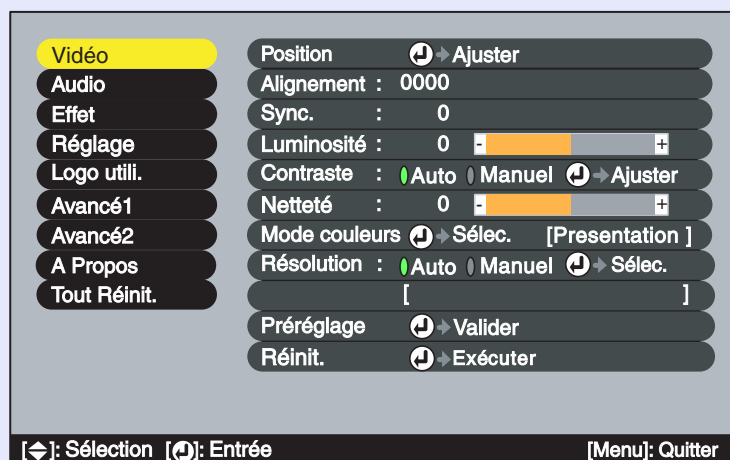 Vidéo
Audio
Effet
Réglage
Logo utili.
Avancé1
Avancé2
A Propos
Tout Réinit.
Position Ajuster
Alignement : 0000
Sync. : 0
Luminosité : 0 - +
Contraste : Auto Manuel Ajuster
Netteté : 0 - +
Mode couleurs Sélec. [Presentation ]
Résolution : Auto Manuel Sélec.
[ ]
Préréglage Valider
Réinit. Exécuter
[ ]: Sélection [ ]: Entrée [Menu]: Quitter